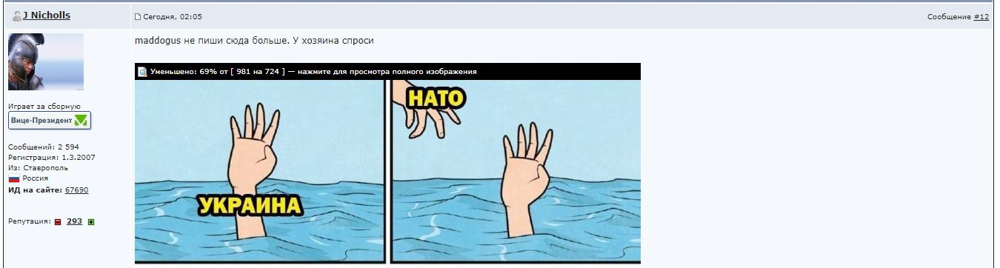 J Nicholls
Сегодня, 02:05
Сообщение #12
maddogus не пиши сюда больше. У хозяина спроси
Уменьшено: 69% от [ 981 на 724 ] — нажмите для просмотра полного изображения
Играет за сборную
Вице-Президент
Сообщений: 2 594
Регистрация: 1.3.2007
Из: Ставрополь
Россия
ИД на сайте: 67690
Репутация: 293
УКРАИНА
НАТО